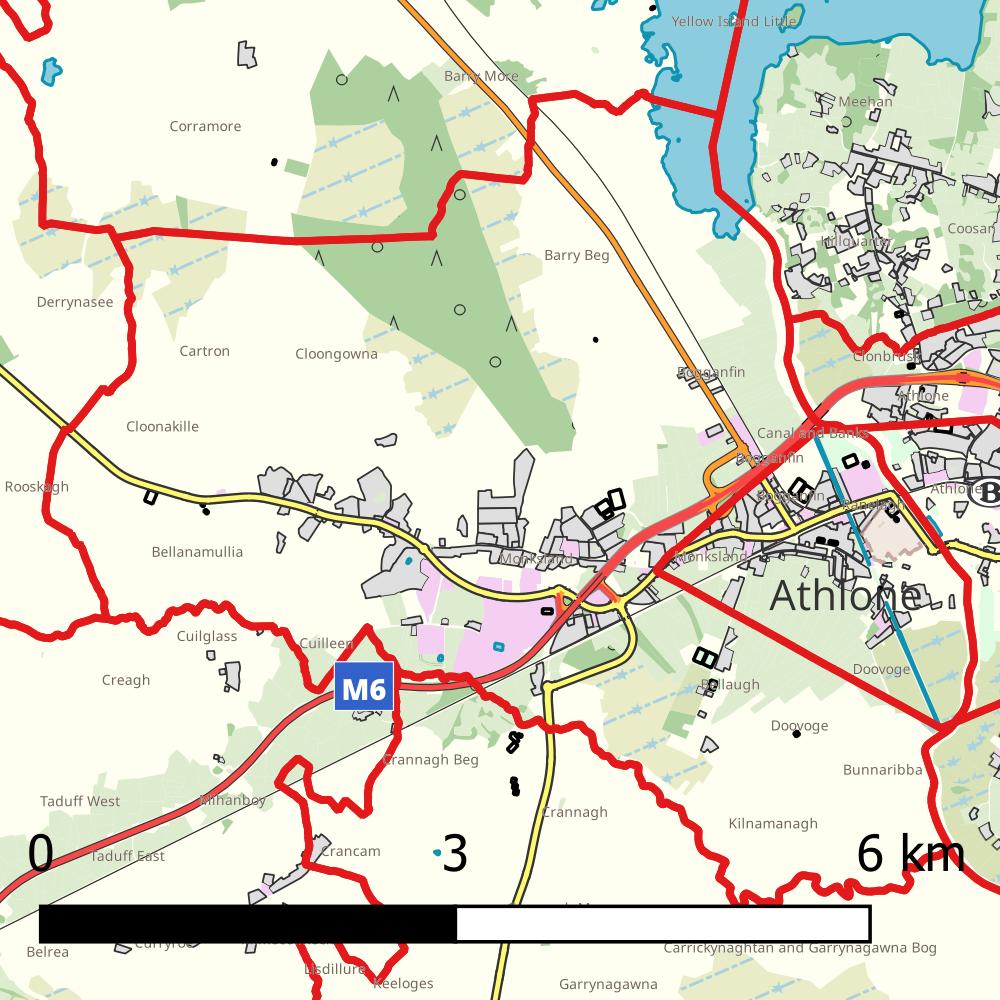 Yellow Island Little
Barry More
Meehan
Corramore
Coosan
Hillquarter
Barry Beg
Derrynasee
Cartron
Cloongowna
Clonbrusk
Bogganfin
Athlone
Cloonakille
Canal and Banks
Bogganfin
Rooskagh
Bogganfin
Athlone
B
Ranelagh
Bellanamullia
Monksland
Monksland
Athlone
Cuilglass
Cuilleen
Doovoge
Creagh
M6
Ballaugh
Doovoge
Crannagh Beg
Bunnaribba
Taduff West
Mihanboy
Crannagh
Kilnamanagh
0
3
6 km
Taduff East
Crancam
Belrea
Carrickynaghtan and Garrynagawna Bog
Lisdillure
Keeloges
Garrynagawna